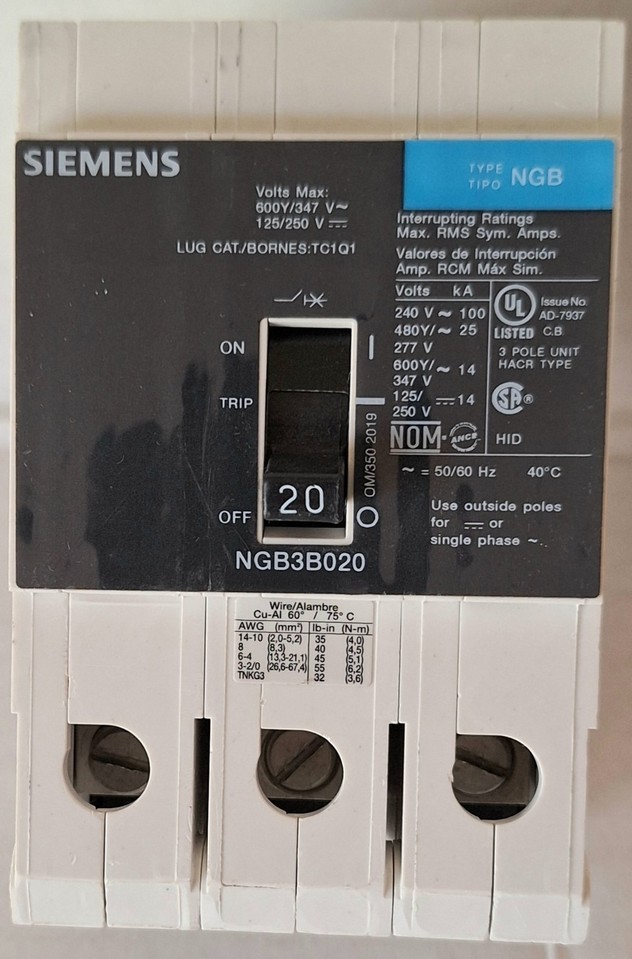 SIEMENS
TYPE
TIPO NGB
Volts Max:
600Y/347 V~
125/250 V ⎓
LUG CAT./BORNES:TC1Q1
Interrupting Ratings
Max. RMS Sym. Amps.
Valores de Interrupción
Amp. RCM Máx Sim.
Volts kA
240 V ~ 100
480Y/ ~ 25
277 V
600Y/ ~ 14
347 V
125/ ⎓ 14
250 V
UL
LISTED
Issue No.
AD-7937
C.B.
3 POLE UNIT
HACR TYPE
SA®
NOM-ANCE
HID
~ = 50/60 Hz 40°C
Use outside poles
for ⎓ or
single phase ~.
ON I
TRIP
OM/350.2019
20
OFF O
NGB3B020
Wire/Alambre
Cu-Al 60° / 75° C
AWG (mm²) lb-in (N-m)
14-10 (2,0-5,2) 35 (4,0)
8 (8,3) 40 (4,5)
6-4 (13,3-21,1) 45 (5,1)
3-2/0 (26,6-67,4) 55 (6,2)
TNKG3 32 (3,6)